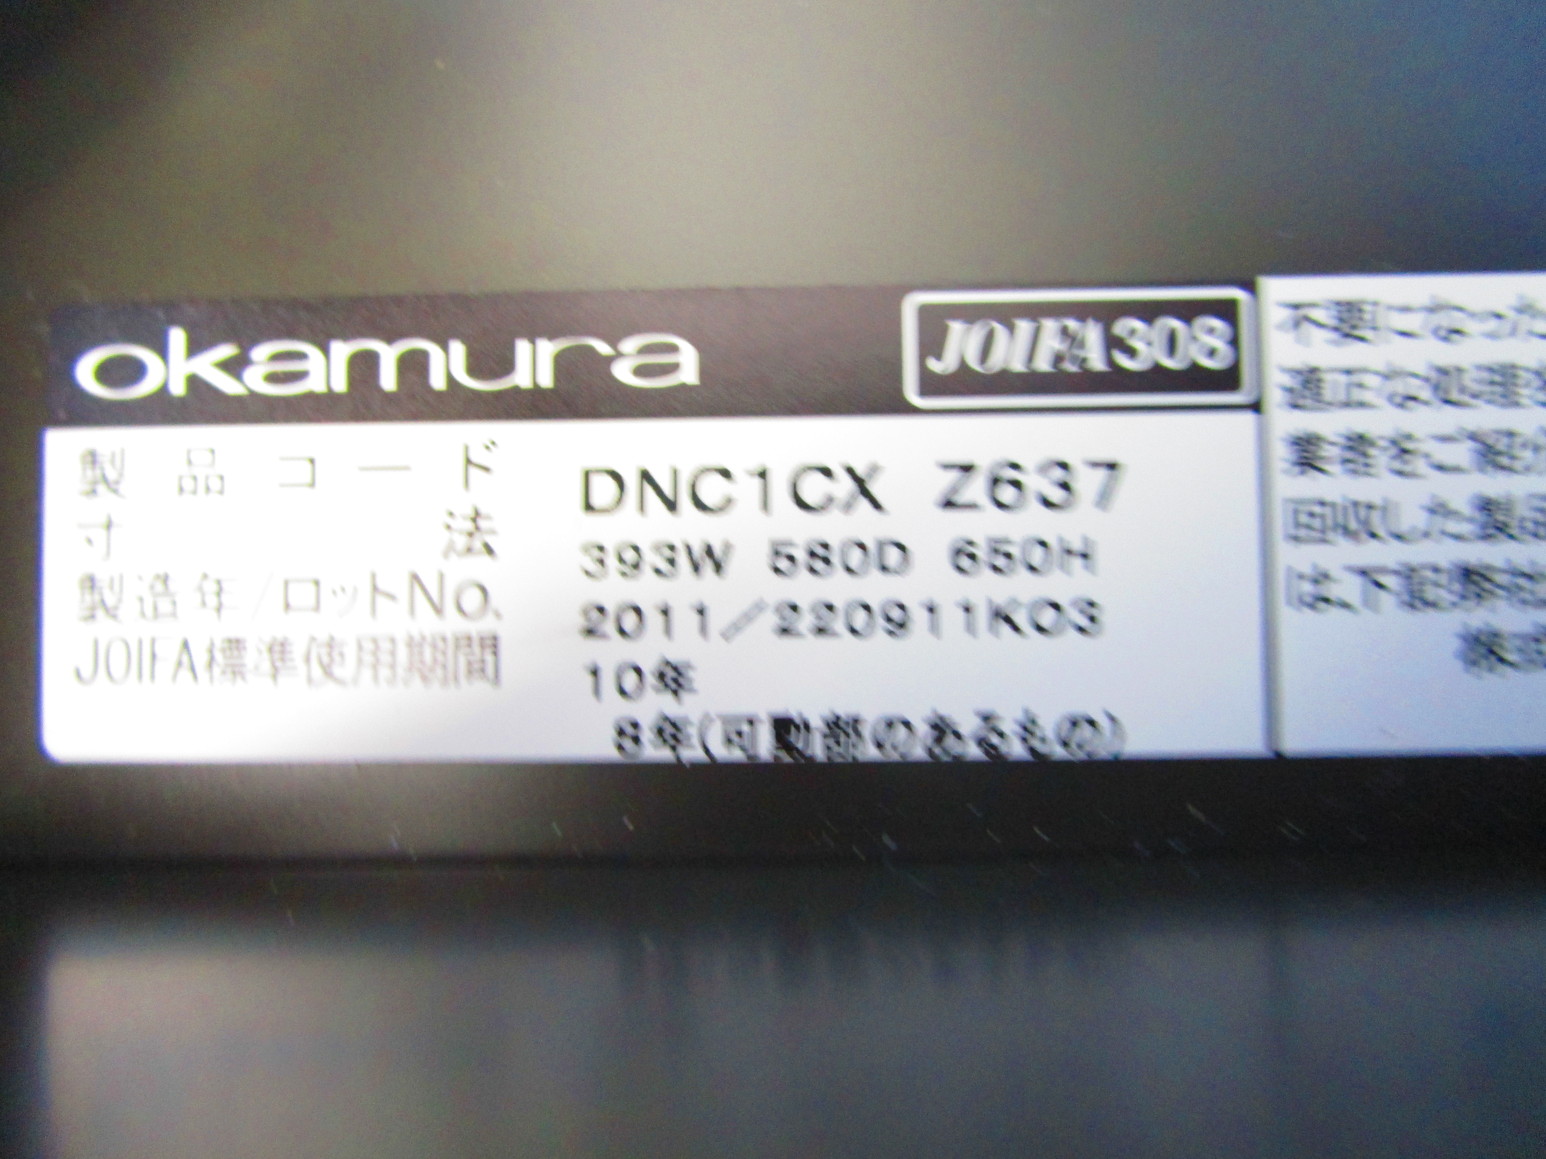 okamura
JOIFA308
製品コード DNC1CX Z637
寸法 393W 580D 650H
製造年/ロットNo. 2011/220911K03
JOIFA標準使用期間 10年
8年(可動部のあるもの)
不要になった
適正な処理を
業者をご紹介
回収した製品
は、下記弊社
株式